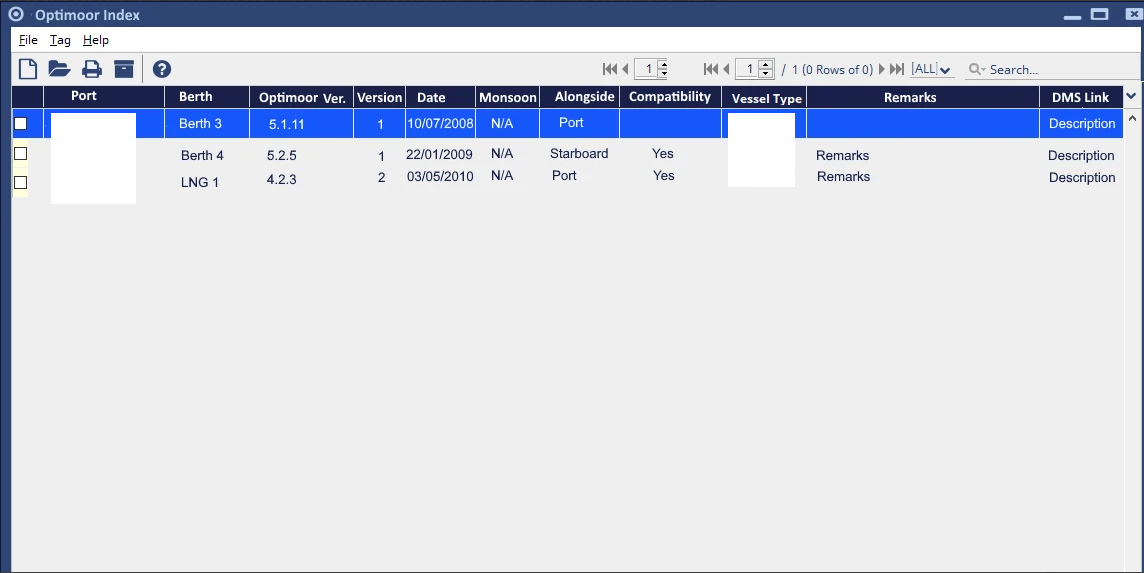 Optimoor Index
File Tag Help
1 1 / 1 (0 Rows of 0) [ALL] Search...
Port Berth Optimoor Ver. Version Date Monsoon Alongside Compatibility Vessel Type Remarks DMS Link
Berth 3 5.1.11 1 10/07/2008 N/A Port Description
Berth 4 5.2.5 1 22/01/2009 N/A Starboard Yes Remarks Description
LNG 1 4.2.3 2 03/05/2010 N/A Port Yes Remarks Description